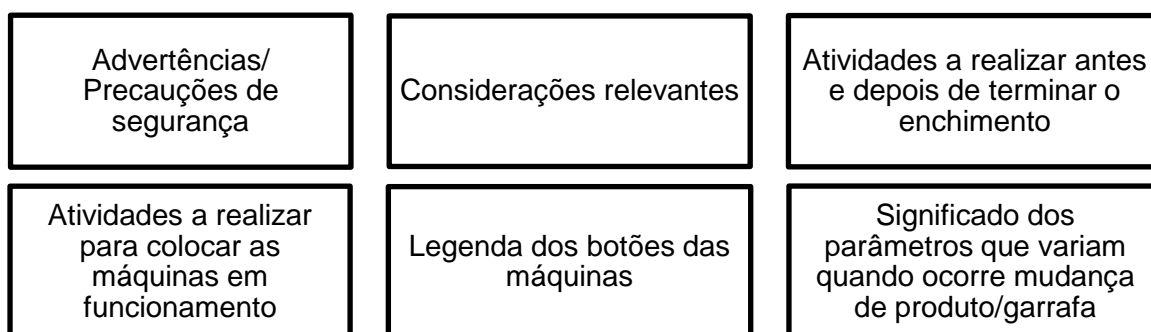 Advertências/
Precauções de
segurança
Considerações relevantes
Atividades a realizar antes
e depois de terminar o
enchimento
Atividades a realizar
para colocar as
máquinas em
funcionamento
Legenda dos botões das
máquinas
Significado dos
parâmetros que variam
quando ocorre mudança
de produto/garrafa